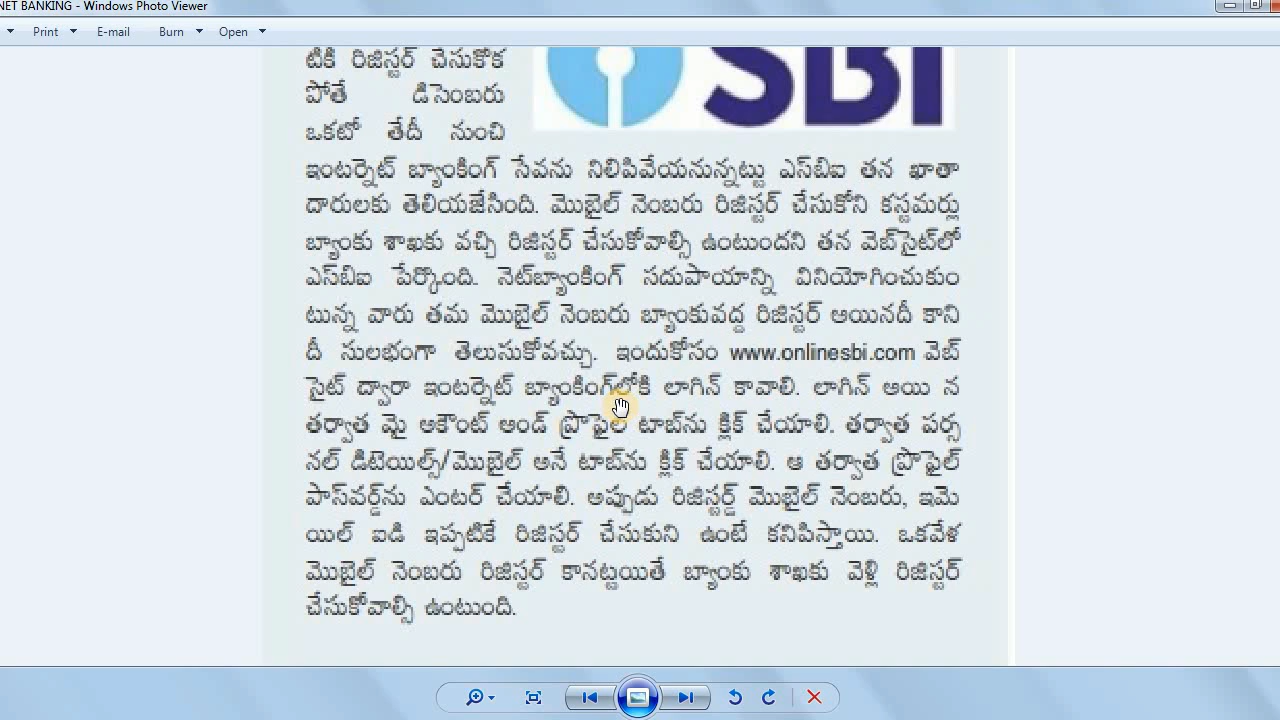 NET BANKING - Windows Photo Viewer
Print E-mail Burn Open
SBI
టికి రిజిస్టర్ చేసుకోక
పోతే డిసెంబరు
ఒకటో తేదీ నుంచి
ఇంటర్నెట్ బ్యాంకింగ్ సేవను నిలిపివేయనున్నట్టు ఎస్‌బిఐ తన ఖాతా
దారులకు తెలియజేసింది. మొబైల్ నెంబరు రిజిస్టర్ చేసుకోని కస్టమర్లు
బ్యాంకు శాఖకు వచ్చి రిజిస్టర్ చేసుకోవాల్సి ఉంటుందని తన వెబ్‌సైట్‌లో
ఎస్‌బిఐ పేర్కొంది. నెట్‌బ్యాంకింగ్ సదుపాయాన్ని వినియోగించుకుం
టున్న వారు తమ మొబైల్ నెంబరు బ్యాంకువద్ద రిజిస్టర్ అయినదీ కాని
దీ సులభంగా తెలుసుకోవచ్చు. ఇందుకోసం www.onlinesbi.com వెబ్
సైట్ ద్వారా ఇంటర్నెట్ బ్యాంకింగ్‌లోకి లాగిన్ కావాలి. లాగిన్ అయి న
తర్వాత మై అకౌంట్ అండ్ ప్రొఫైల్ టాబ్‌ను క్లిక్ చేయాలి. తర్వాత పర్స
నల్ డిటెయిల్స్/మొబైల్ అనే టాబ్‌ను క్లిక్ చేయాలి. ఆ తర్వాత ప్రొఫైల్
పాస్‌వర్డ్‌ను ఎంటర్ చేయాలి. అప్పుడు రిజిస్టర్డ్ మొబైల్ నెంబరు, ఇమె
యిల్ ఐడి ఇప్పటికే రిజిస్టర్ చేసుకుని ఉంటే కనిపిస్తాయి. ఒకవేళ
మొబైల్ నెంబరు రిజిస్టర్ కానట్టయితే బ్యాంకు శాఖకు వెళ్లి రిజిస్టర్
చేసుకోవాల్సి ఉంటుంది.